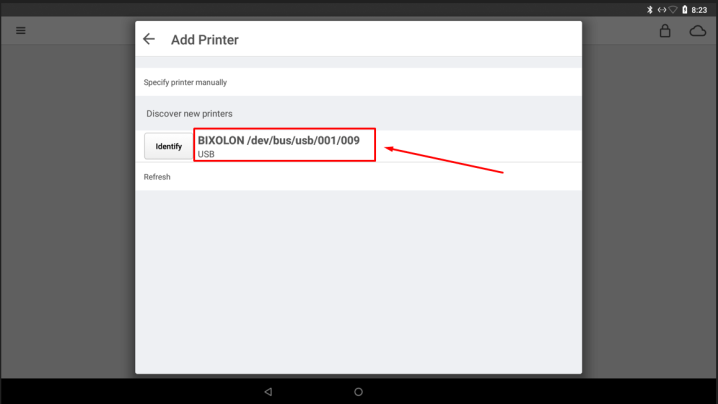 8:23
Add Printer
Specify printer manually
Discover new printers
Identify
BIXOLON /dev/bus/usb/001/009
USB
Refresh